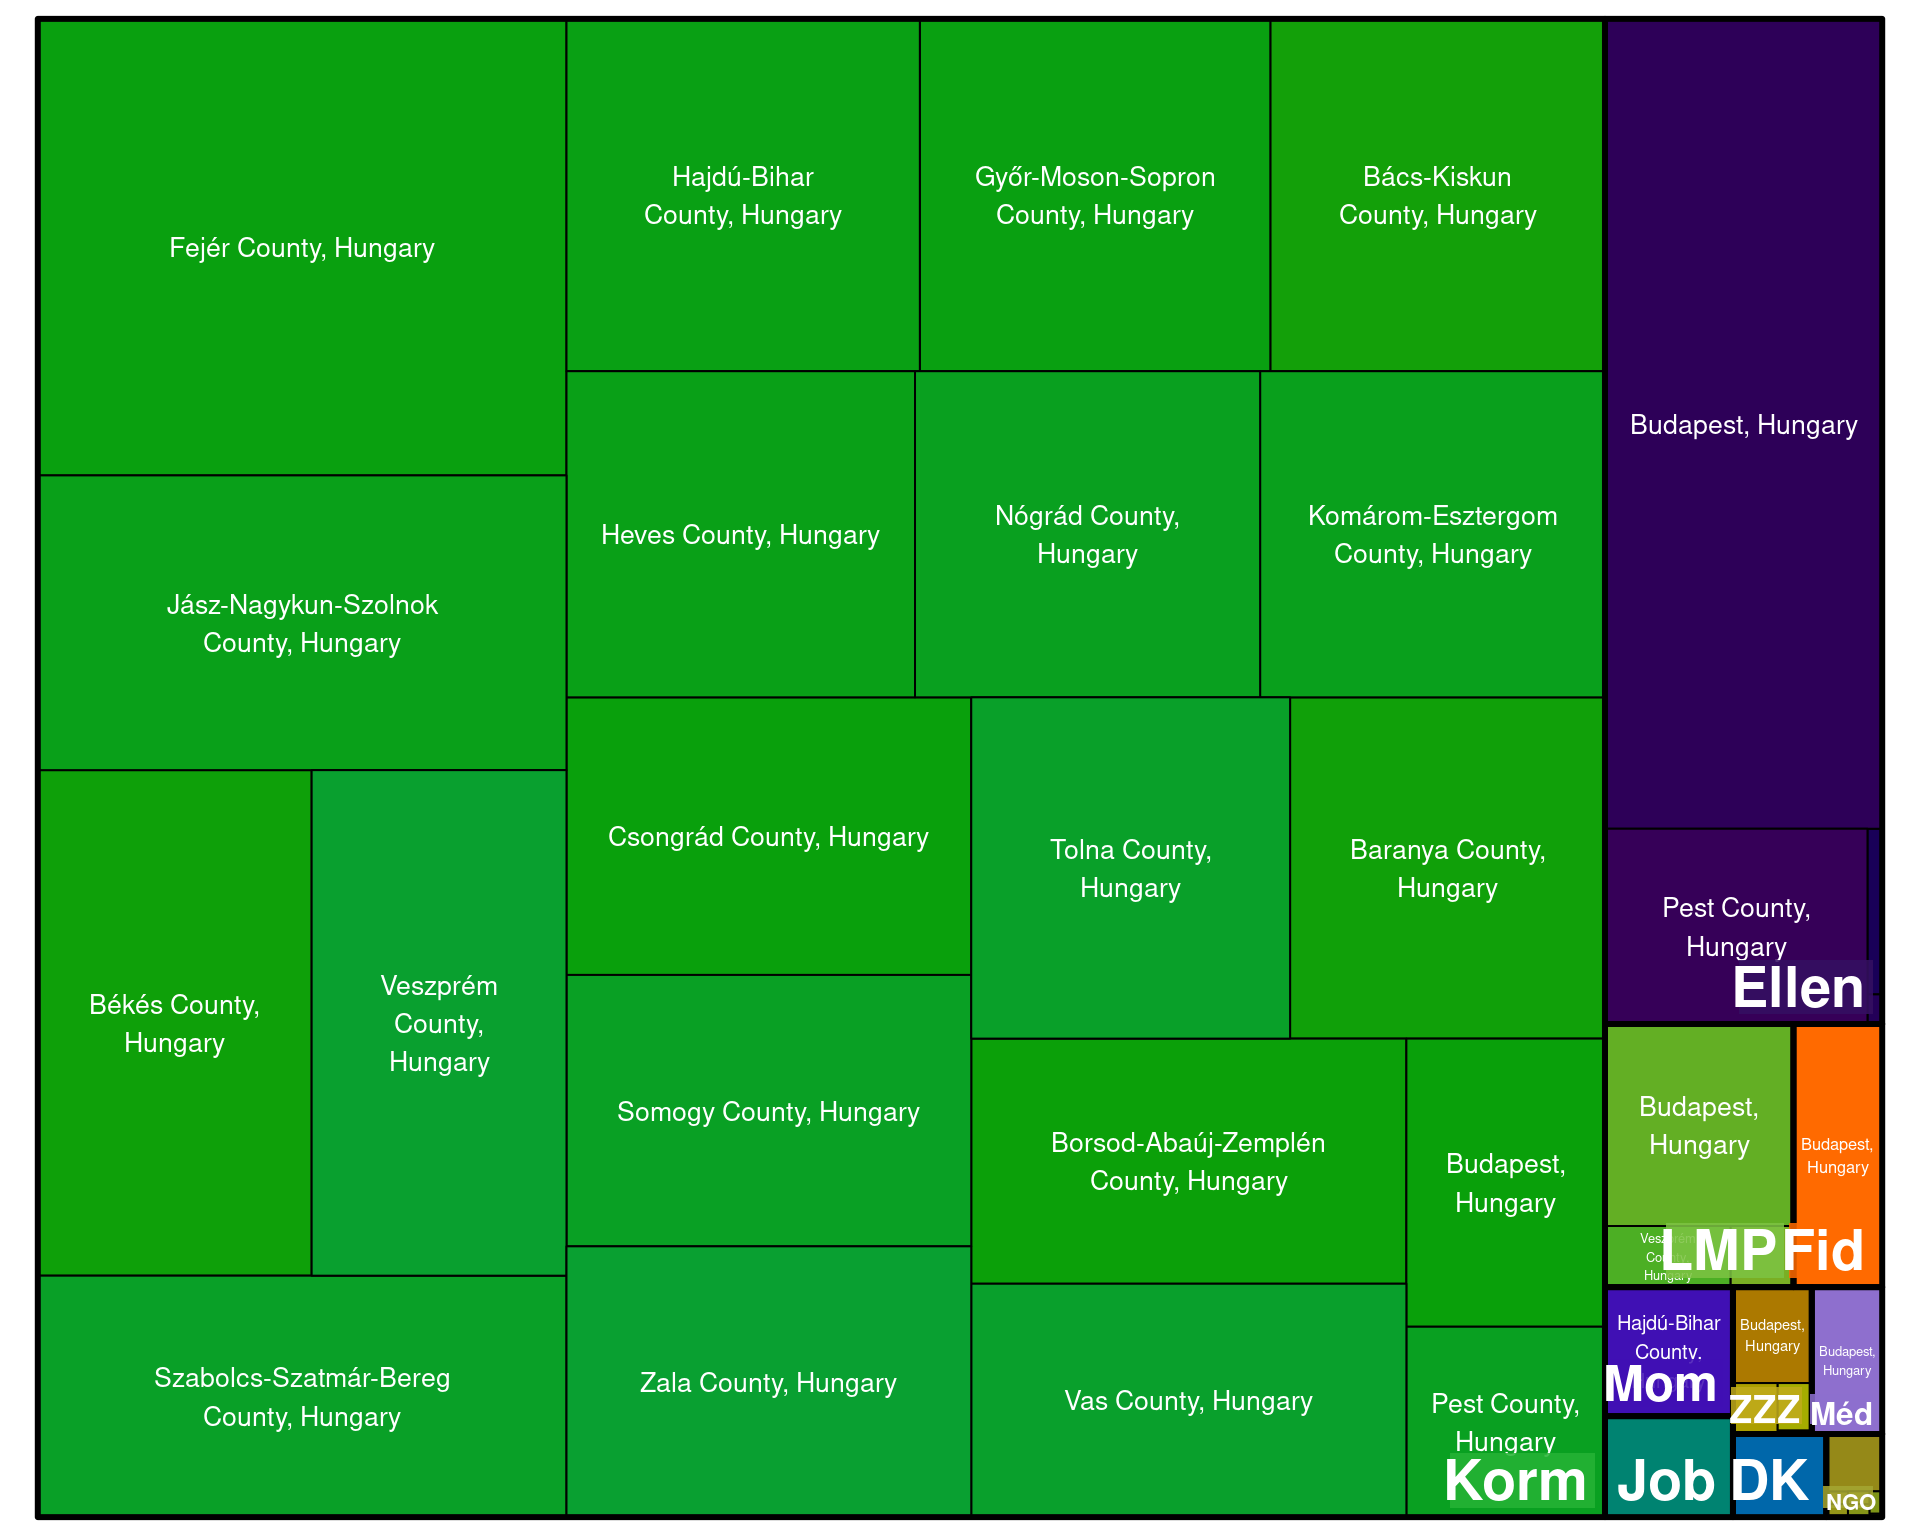 Fejér County, Hungary
Hajdú-Bihar
County, Hungary
Győr-Moson-Sopron
County, Hungary
Bács-Kiskun
County, Hungary
Budapest, Hungary
Heves County, Hungary
Nógrád County,
Hungary
Komárom-Esztergom
County, Hungary
Jász-Nagykun-Szolnok
County, Hungary
Csongrád County, Hungary
Tolna County,
Hungary
Baranya County,
Hungary
Pest County,
Hungary
Ellen
Békés County,
Hungary
Veszprém
County,
Hungary
Somogy County, Hungary
Borsod-Abaúj-Zemplén
County, Hungary
Budapest,
Hungary
Budapest,
Hungary
Budapest,
Hungary
Veszprém
County,
Hungary
LMP
Fid
Szabolcs-Szatmár-Bereg
County, Hungary
Zala County, Hungary
Vas County, Hungary
Pest County,
Hungary
Korm
Hajdú-Bihar
County,
Mom
Budapest,
Hungary
ZZZ
Budapest,
Hungary
Méd
Job
DK
NGO